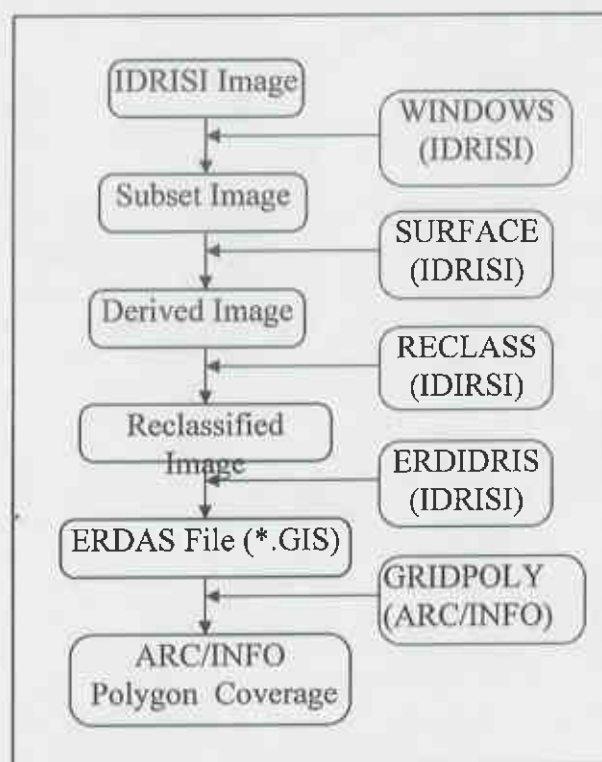 IDRISI Image
WINDOWS
(IDRISI)
Subset Image
SURFACE
(IDRISI)
Derived Image
RECLASS
(IDIRSI)
Reclassified
Image
ERDIDRIS
(IDRISI)
ERDAS File (*.GIS)
GRIDPOLY
(ARC/INFO)
ARC/INFO
Polygon Coverage